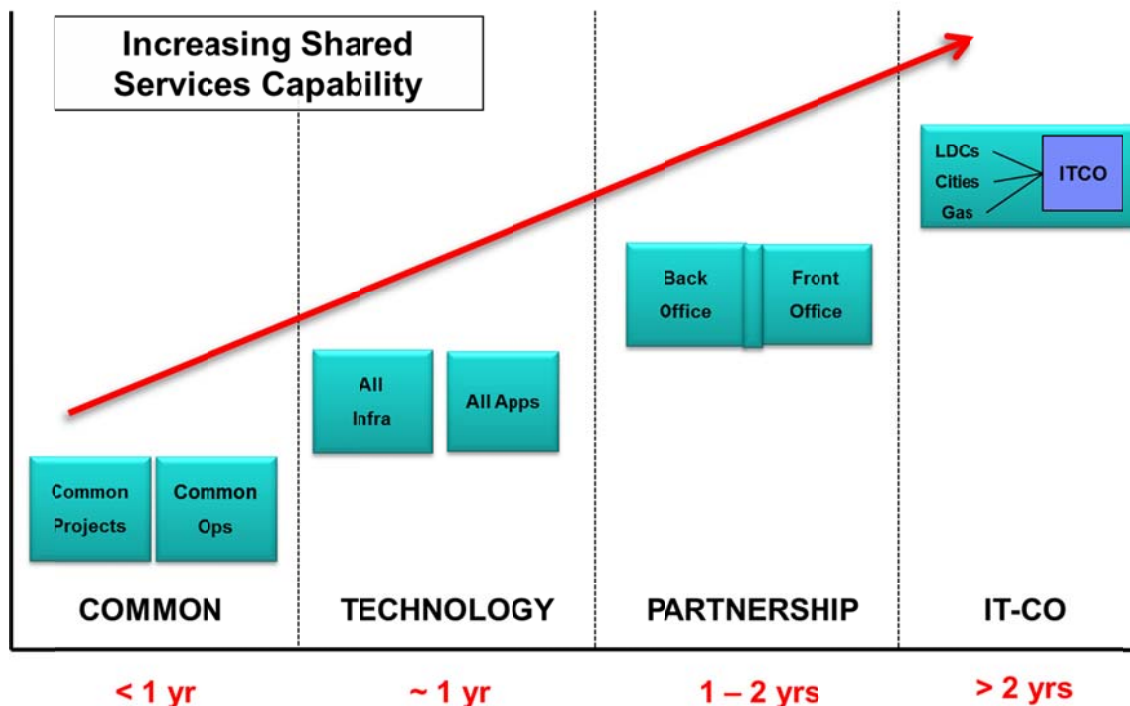 Increasing Shared
Services Capability
LDCs
Cities
Gas
ITCO
Back
Office
Front
Office
All
Infra
All Apps
Common
Projects
Common
Ops
COMMON
TECHNOLOGY
PARTNERSHIP
IT-CO
< 1 yr
~ 1 yr
1 – 2 yrs
> 2 yrs